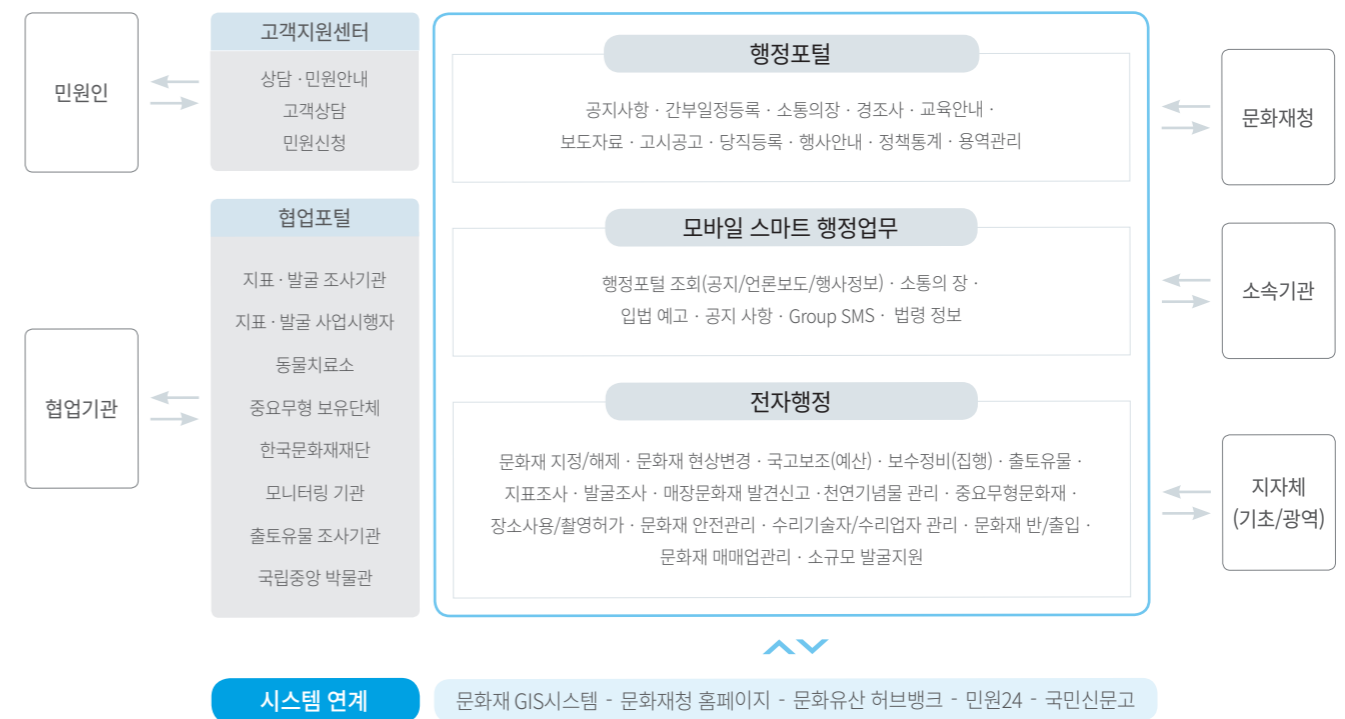 민원인
고객지원센터
상담 · 민원안내
고객상담
민원신청
협업기관
협업포털
지표 · 발굴 조사기관
지표 · 발굴 사업시행자
동물치료소
중요무형 보유단체
한국문화재재단
모니터링 기관
출토유물 조사기관
국립중앙 박물관
행정포털
공지사항 · 간부일정등록 · 소통의장 · 경조사 · 교육안내 ·
보도자료 · 고시공고 · 당직등록 · 행사안내 · 정책통계 · 용역관리
모바일 스마트 행정업무
행정포털 조회(공지/언론보도/행사정보) · 소통의 장 ·
입법 예고 · 공지 사항 · Group SMS · 법령 정보
전자행정
문화재 지정/해제 · 문화재 현상변경 · 국고보조(예산) · 보수정비(집행) · 출토유물 ·
지표조사 · 발굴조사 · 매장문화재 발견신고 · 천연기념물 관리 · 중요무형문화재 ·
장소사용/촬영허가 · 문화재 안전관리 · 수리기술자/수리업자 관리 · 문화재 반/출입 ·
문화재 매매업관리 · 소규모 발굴지원
문화재청
소속기관
지자체
(기초/광역)
시스템 연계
문화재 GIS시스템 - 문화재청 홈페이지 - 문화유산 허브뱅크 - 민원24 - 국민신문고